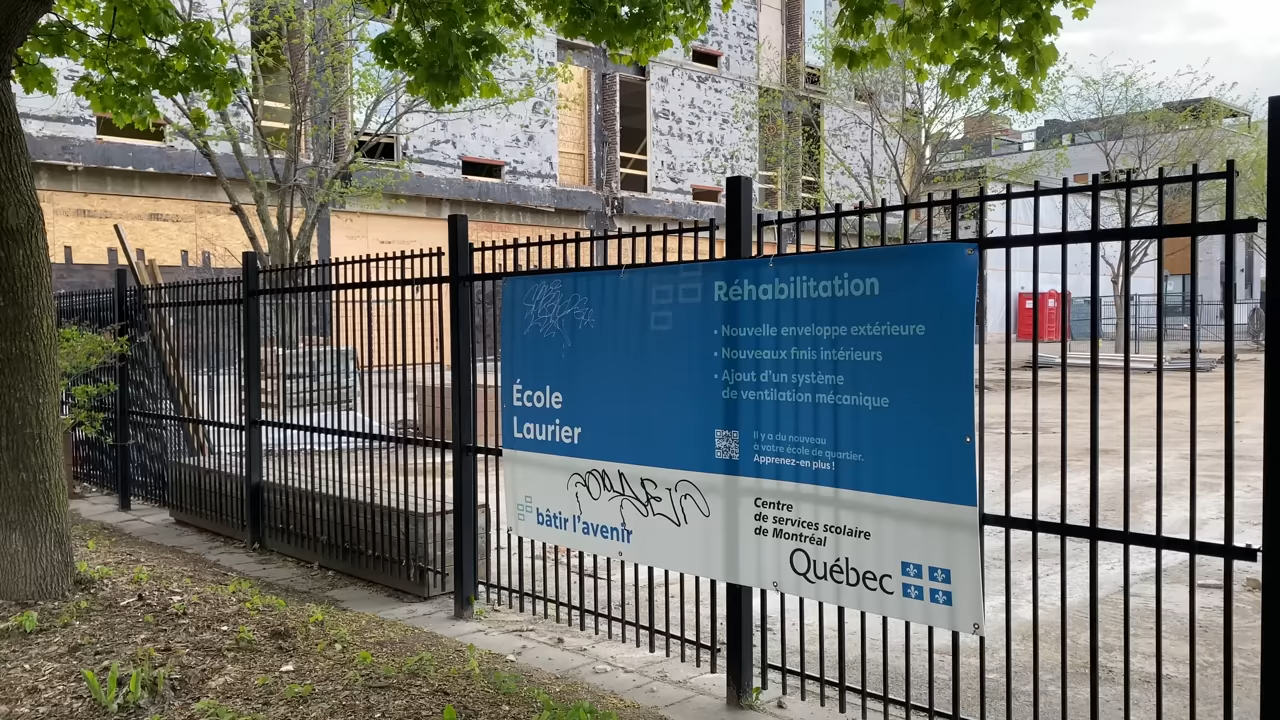 École
Laurier
Réhabilitation
• Nouvelle enveloppe extérieure
• Nouveaux finis intérieurs
• Ajout d'un système
de ventilation mécanique
Il y a du nouveau
à votre école de quartier.
Apprenez-en plus !
bâtir l'avenir
Centre
de services scolaire
de Montréal
Québec